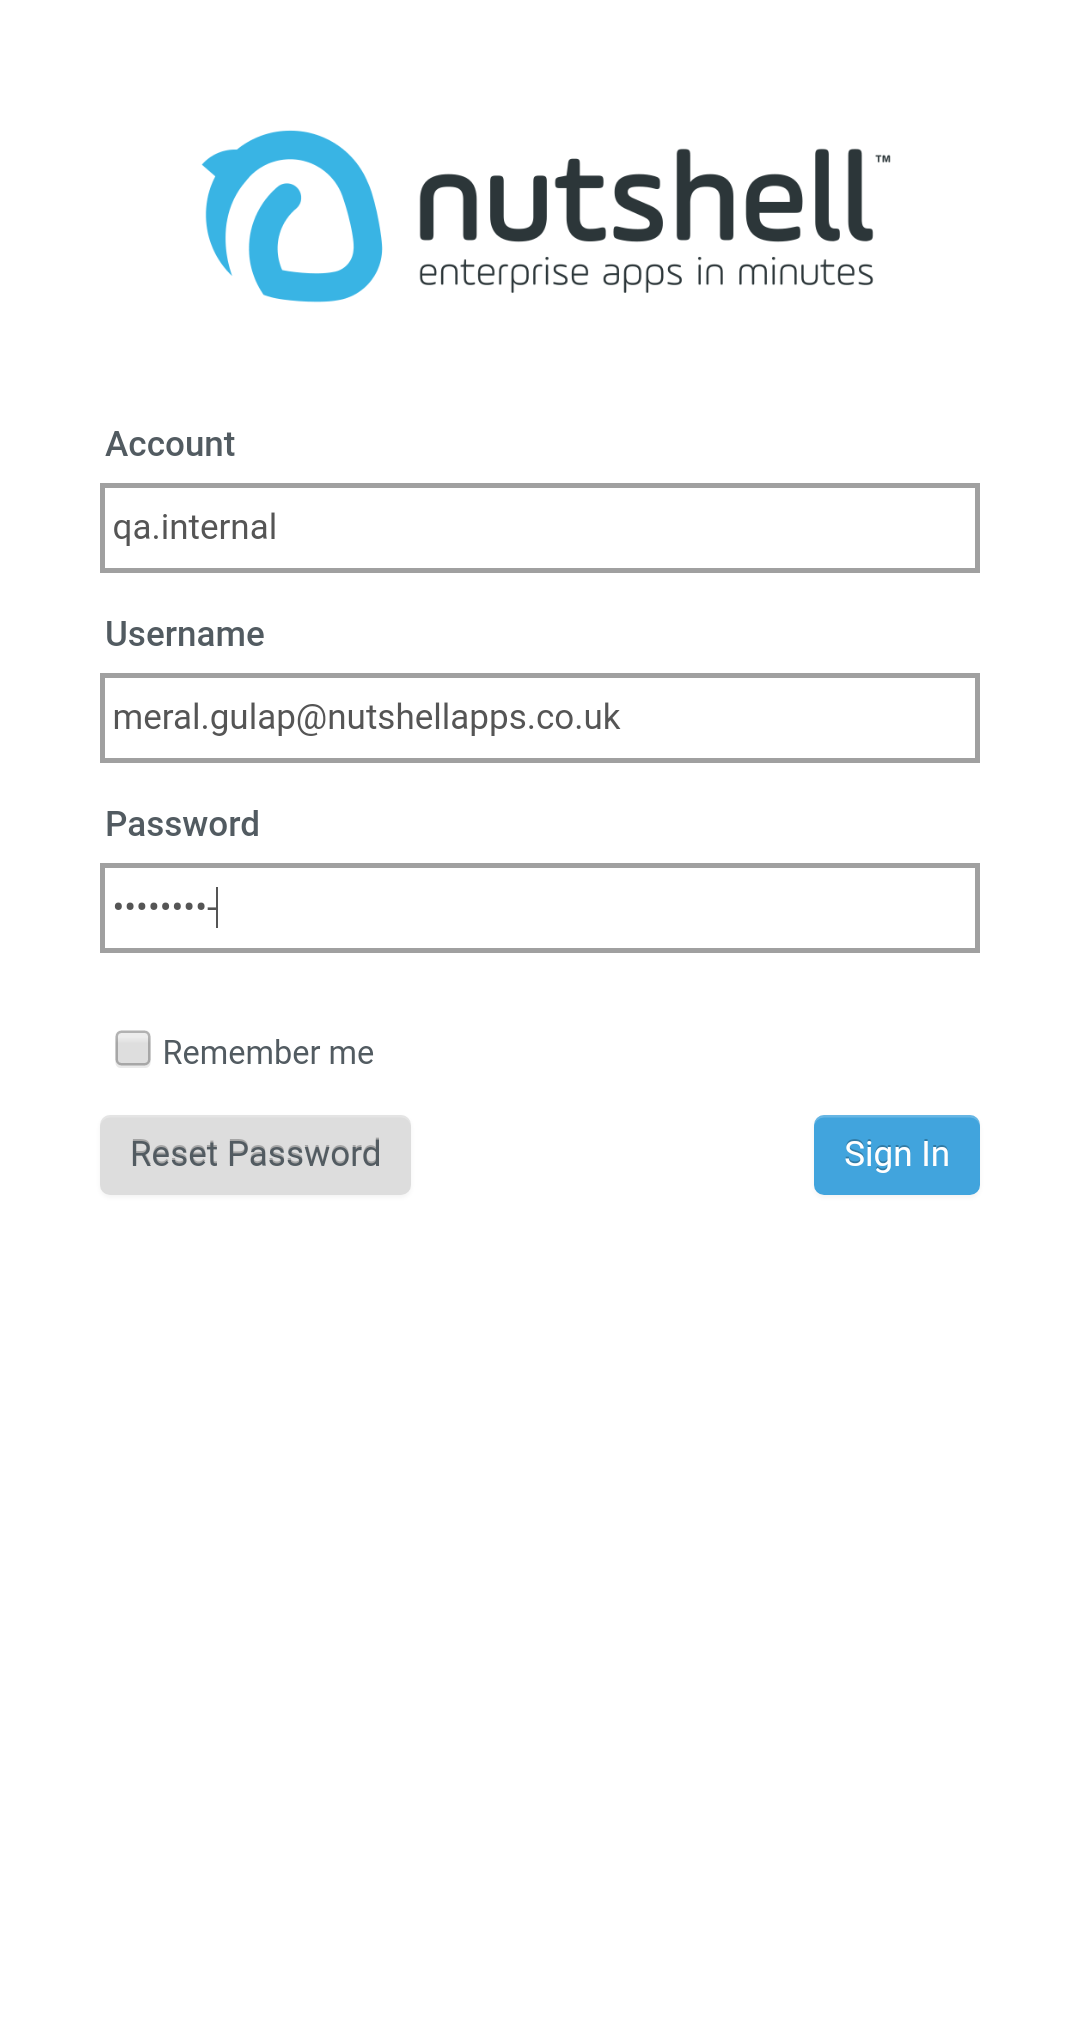 nutshell™
enterprise apps in minutes
Account
qa.internal
Username
meral.gulap@nutshellapps.co.uk
Password
••••••••-
Remember me
Reset Password
Sign In